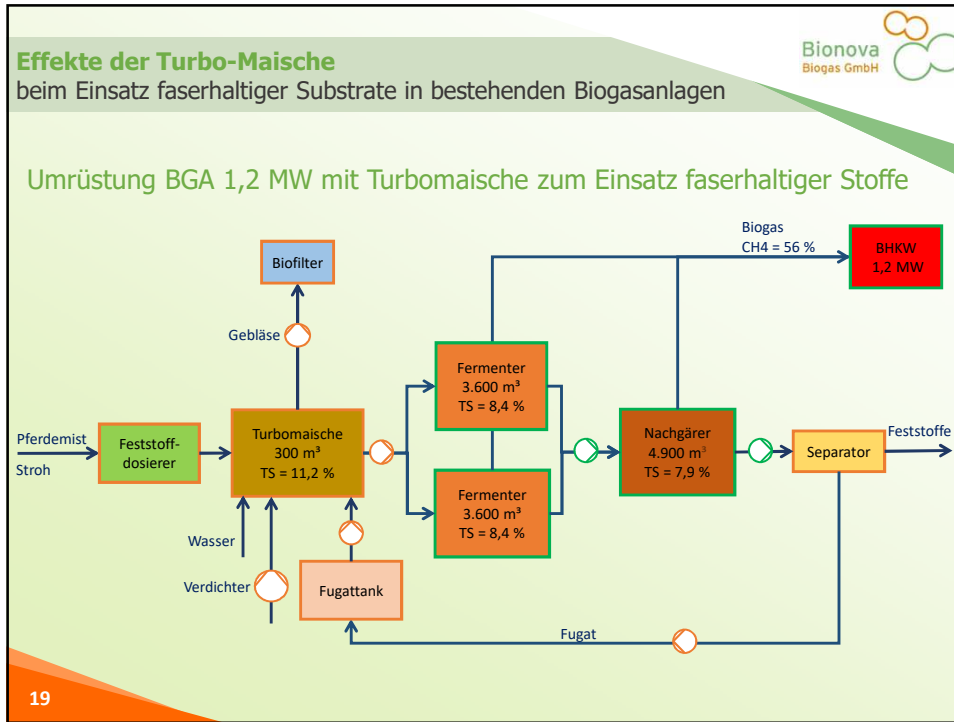 Effekte der Turbo-Maische
beim Einsatz faserhaltiger Substrate in bestehenden Biogasanlagen
Bionova
Biogas GmbH
Umrüstung BGA 1,2 MW mit Turbomaische zum Einsatz faserhaltiger Stoffe
Biogas
CH4 = 56 %
BHKW
1,2 MW
Biofilter
Gebläse
Fermenter
3.600 m³
TS = 8,4 %
Pferdemist
Stroh
Feststoff-
dosierer
Turbomaische
300 m³
TS = 11,2 %
Nachgärer
4.900 m³
TS = 7,9 %
Separator
Feststoffe
Fermenter
3.600 m³
TS = 8,4 %
Wasser
Verdichter
Fugattank
Fugat
19